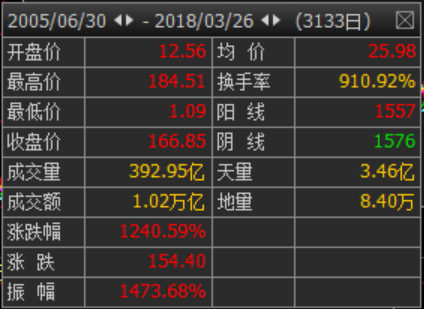 2005/06/30 - 2018/03/26 (3133日)
开盘价 12.56 均 价 25.98
最高价 184.51 换手率 910.92%
最低价 1.09 阳 线 1557
收盘价 166.85 阴 线 1576
成交量 392.95亿 天量 3.46亿
成交额 1.02万亿 地量 8.40万
涨跌幅 1240.59%
涨 跌 154.40
振 幅 1473.68%